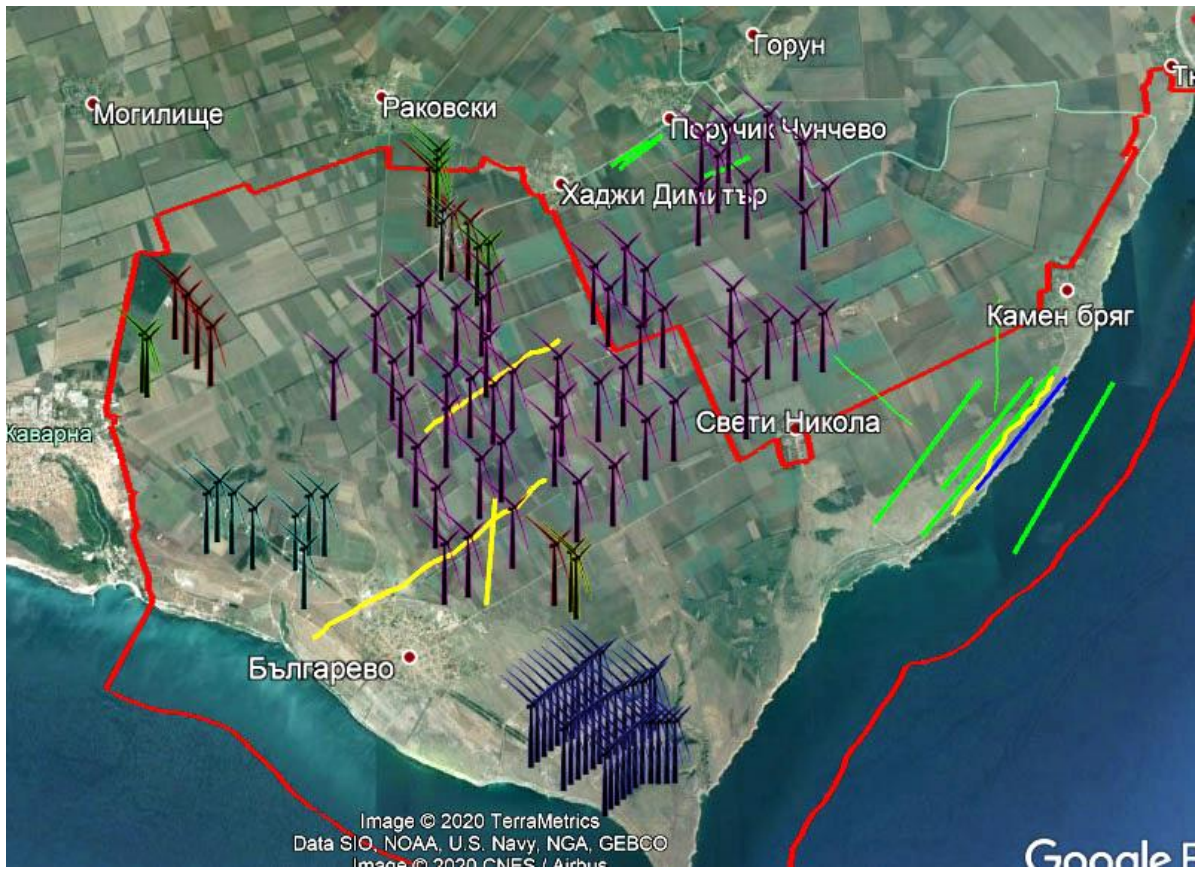 Горун
Могилище
Раковски
Поручик Чунчево
Хаджи Димитър
Камен бряг
Свети Никола
Каварна
Българево
Image © 2020 TerraMetrics
Data SIO, NOAA, U.S. Navy, NGA, GEBCO
Image © 2020 CNES / Airbus
Google